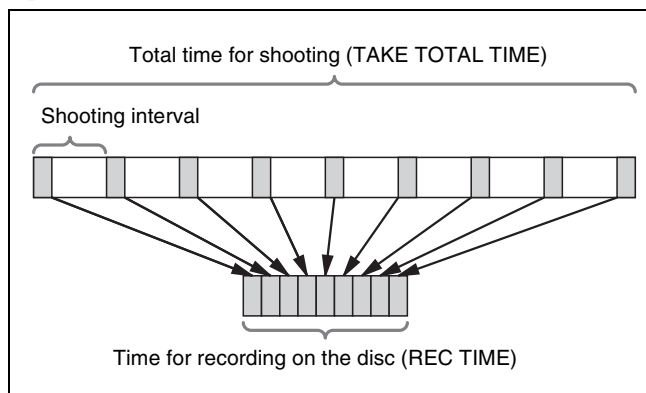 Total time for shooting (TAKE TOTAL TIME)
Shooting interval
Time for recording on the disc (REC TIME)